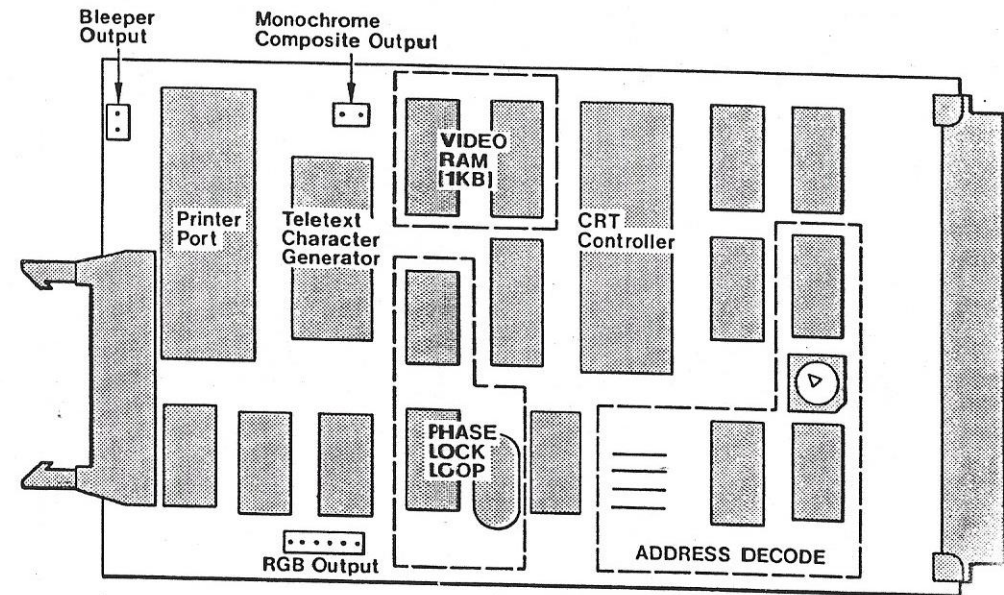 Bleeper
Output
Monochrome
Composite Output
VIDEO
RAM
[1KB]
Printer
Port
Teletext
Character
Generator
CRT
Controller
PHASE
LOCK
LOOP
RGB Output
ADDRESS DECODE